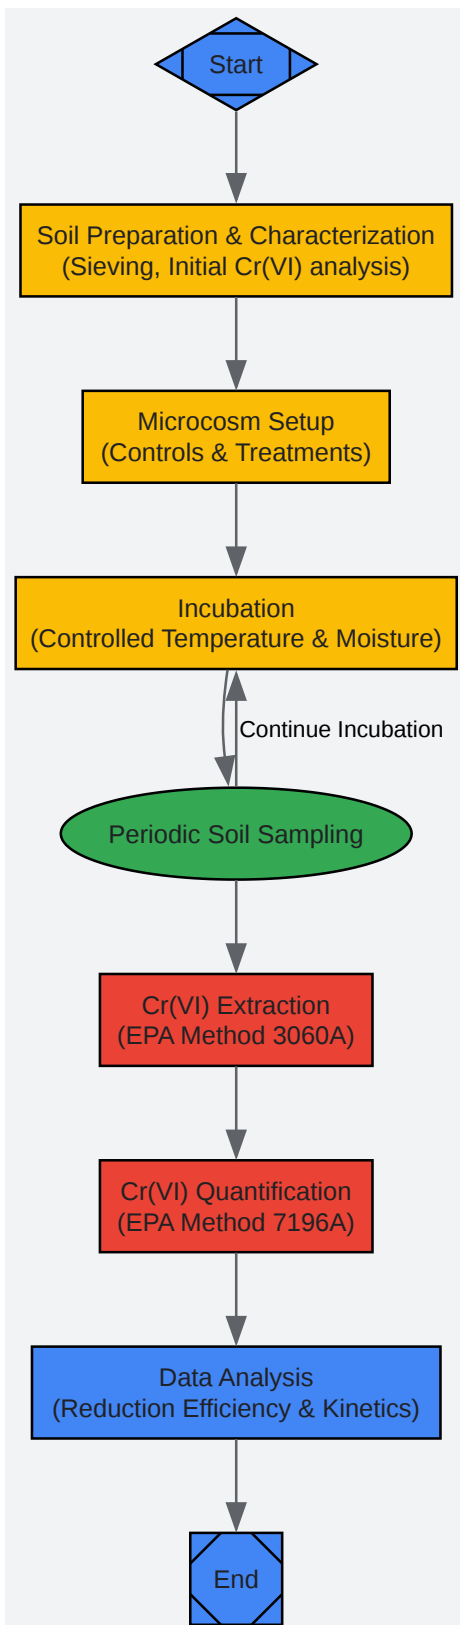 Start
Soil Preparation & Characterization
(Sieving, Initial Cr(VI) analysis)
Microcosm Setup
(Controls & Treatments)
Incubation
(Controlled Temperature & Moisture)
Continue Incubation
Periodic Soil Sampling
Cr(VI) Extraction
(EPA Method 3060A)
Cr(VI) Quantification
(EPA Method 7196A)
Data Analysis
(Reduction Efficiency & Kinetics)
End